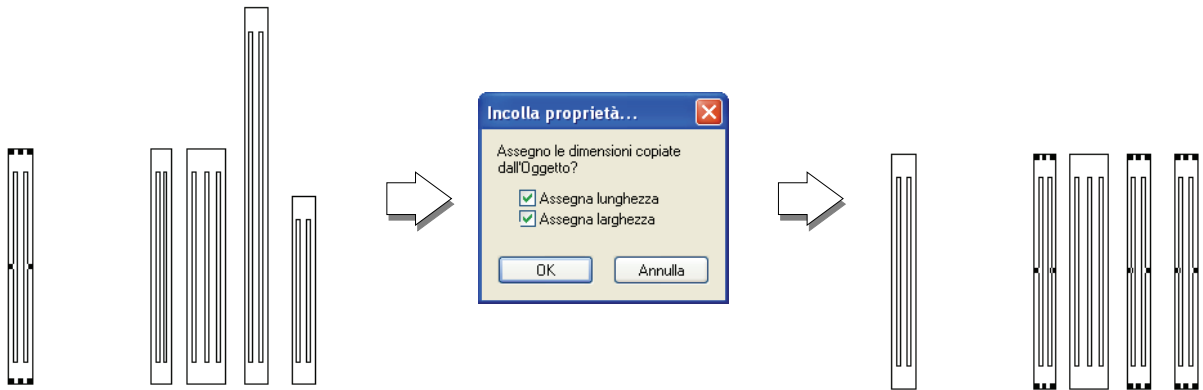 Incolla proprietà...
Assegno le dimensioni copiate
dall'Oggetto?
Assegna lunghezza
Assegna larghezza
OK
Annulla